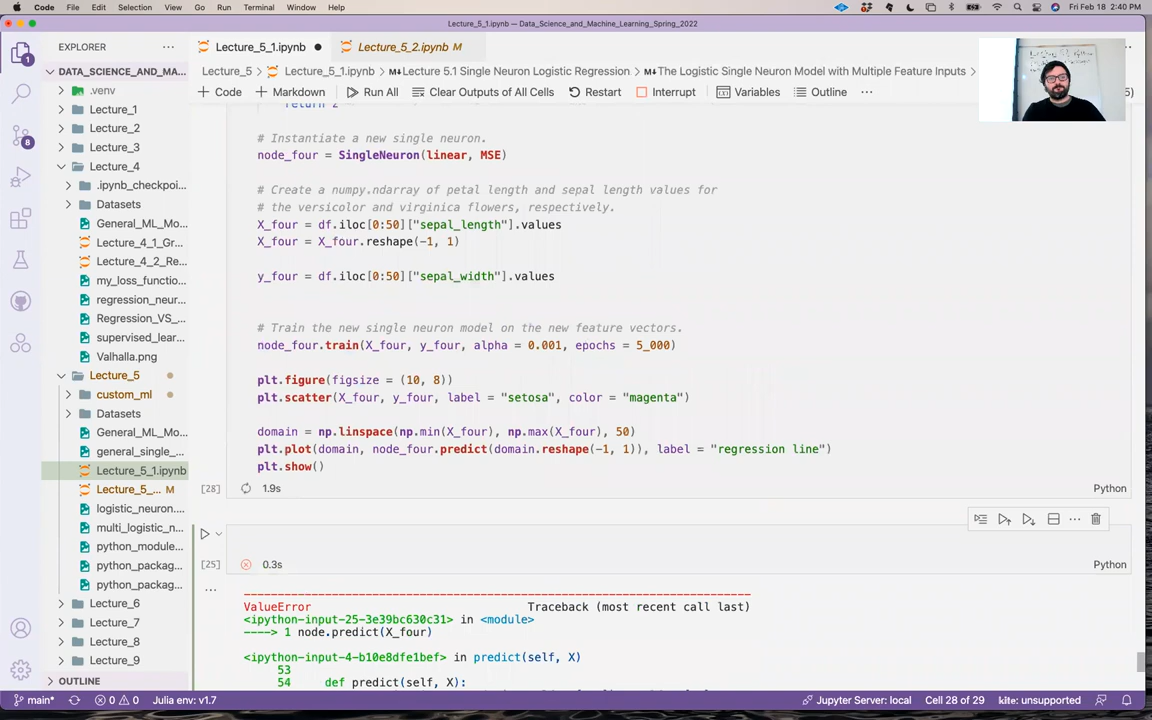 Code File Edit Selection View Go Run Terminal Window Help Fri Feb 18 2:40 PM
Lecture_5_1.ipynb — Data_Science_and_Machine_Learning_Spring_2022
EXPLORER ···
Lecture_5_1.ipynb ●
Lecture_5_2.ipynb M
DATA_SCIENCE_AND_MA...
Lecture_5 > Lecture_5_1.ipynb > M↓Lecture 5.1 Single Neuron Logistic Regression > M↓The Logistic Single Neuron Model with Multiple Feature Inputs >
+ Code + Markdown Run All Clear Outputs of All Cells Restart Interrupt Variables Outline ···
.venv
Lecture_1
Lecture_2
Lecture_3
Lecture_4
.ipynb_checkpoi...
Datasets
General_ML_Mo...
Lecture_4_1_Gr...
Lecture_4_2_Re...
my_loss_functio...
regression_neur...
Regression_VS_...
supervised_lear...
Valhalla.png
Lecture_5
custom_ml
Datasets
General_ML_Mo...
general_single_...
Lecture_5_1.ipynb
Lecture_5_... M
logistic_neuron....
multi_logistic_n...
python_module...
python_packag...
python_packag...
Lecture_6
Lecture_7
Lecture_8
Lecture_9
OUTLINE
1
8
# Instantiate a new single neuron.
node_four = SingleNeuron(linear, MSE)
# Create a numpy.ndarray of petal length and sepal length values for
# the versicolor and virginica flowers, respectively.
X_four = df.iloc[0:50]["sepal_length"].values
X_four = X_four.reshape(-1, 1)
y_four = df.iloc[0:50]["sepal_width"].values
# Train the new single neuron model on the new feature vectors.
node_four.train(X_four, y_four, alpha = 0.001, epochs = 5_000)
plt.figure(figsize = (10, 8))
plt.scatter(X_four, y_four, label = "setosa", color = "magenta")
domain = np.linspace(np.min(X_four), np.max(X_four), 50)
plt.plot(domain, node_four.predict(domain.reshape(-1, 1)), label = "regression line")
plt.show()
[28] 1.9s Python
[25] 0.3s Python
ValueError Traceback (most recent call last)
<ipython-input-25-3e39bc630c31> in <module>
----> 1 node.predict(X_four)
<ipython-input-4-b10e8dfe1bef> in predict(self, X)
53
54 def predict(self, X):
main* 0 0 Julia env: v1.7 Jupyter Server: local Cell 28 of 29 kite: unsupported